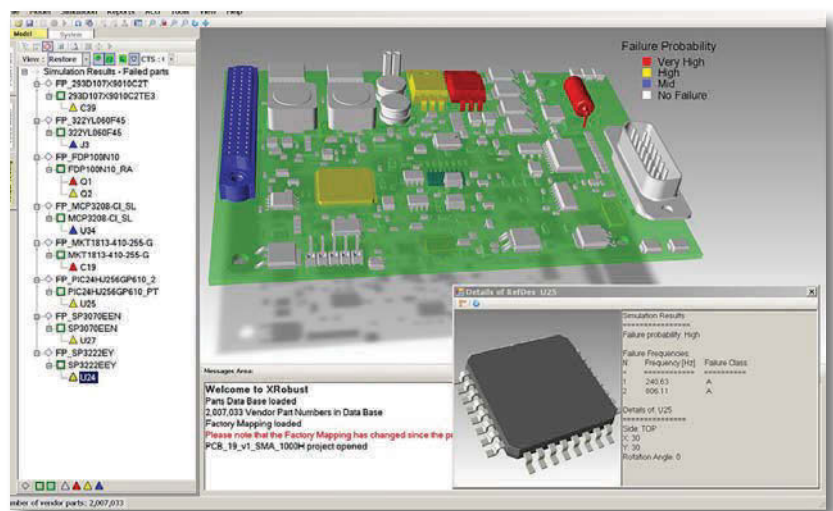 Model Simulation Reports Tools View Help
Model System
View : Restore CTS :
Simulation Results - Failed parts
FP_293D107X9010C2T
293D107X9010C2TE3
C39
FP_322YL060F45
322YL060F45
J3
FP_FDP100N10
FDP100N10_RA
Q1
Q2
FP_MCP3208-CI_SL
MCP3208-CI_SL
U34
FP_MKT1813-410-255-G
MKT1813-410-255-G
C19
FP_PIC24HJ256GP610_2
PIC24HJ256GP610_PT
U25
FP_SP3070EEN
SP3070EEN
U27
FP_SP3222EY
SP3222EEY
U24
Failure Probability
Very High
High
Mid
No Failure
Messages Area:
Welcome to XRobust
Parts Data Base loaded
2,007,033 Vendor Part Numbers in Data Base
Factory Mapping loaded
Please note that the Factory Mapping has changed since the
PCB_19_v1_SMA_1000H project opened
Details of RefDes U25
Simulation Results
================
Failure probability: High
Failure Frequencies:
N Frequency [Hz] Failure Class
= ============ ==========
1 240.63 A
2 606.11 A
Details of: U25
===============
Side: TOP
X: 30
Y: 30
Rotation Angle: 0
mber of vendor parts: 2,007,033